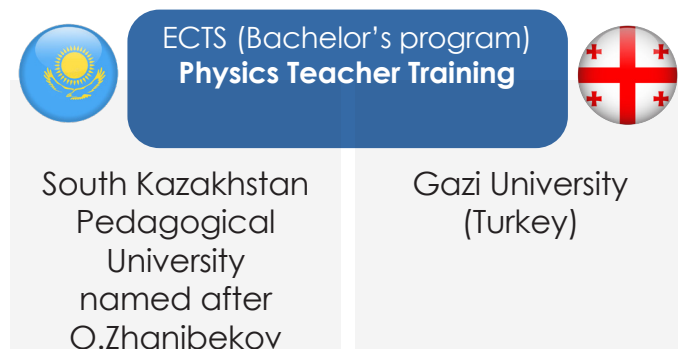 ECTS (Bachelor’s program)
Physics Teacher Training
South Kazakhstan
Pedagogical
University
named after
O.Zhanibekov
Gazi University
(Turkey)